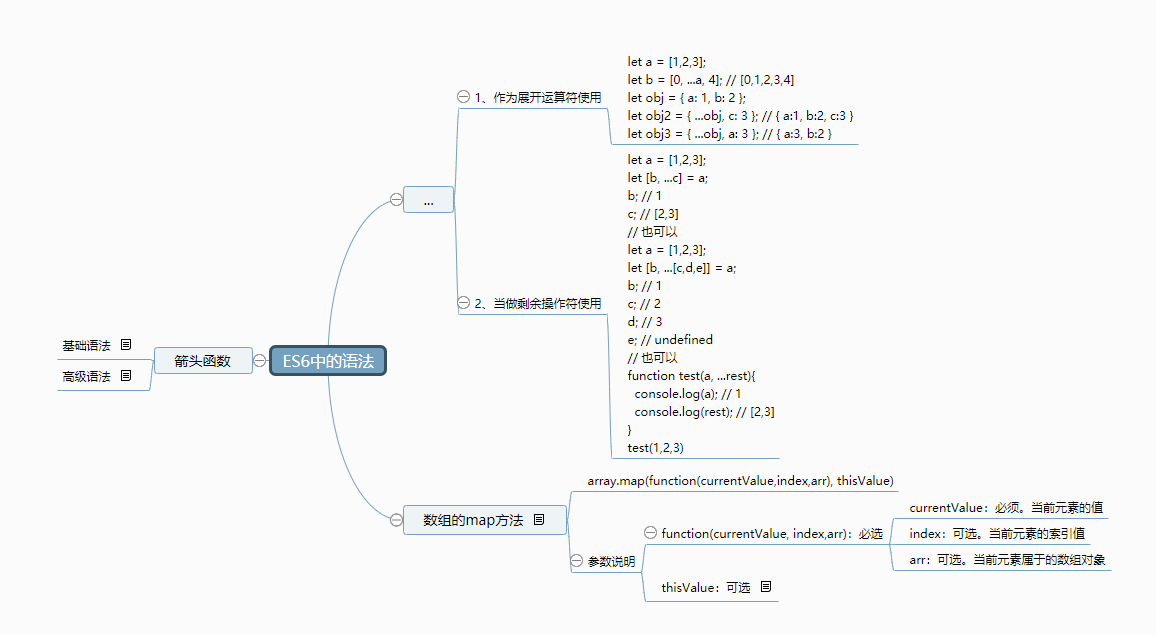 ES6中的语法
箭头函数
基础语法
高级语法
...
1、作为展开运算符使用
let a = [1,2,3];
let b = [0, ...a, 4]; // [0,1,2,3,4]
let obj = { a: 1, b: 2 };
let obj2 = { ...obj, c: 3 }; // { a:1, b:2, c:3 }
let obj3 = { ...obj, a: 3 }; // { a:3, b:2 }
2、当做剩余操作符使用
let a = [1,2,3];
let [b, ...c] = a;
b; // 1
c; // [2,3]
// 也可以
let a = [1,2,3];
let [b, ...[c,d,e]] = a;
b; // 1
c; // 2
d; // 3
e; // undefined
// 也可以
function test(a, ...rest){
  console.log(a); // 1
  console.log(rest); // [2,3]
}
test(1,2,3)
数组的map方法
array.map(function(currentValue,index,arr), thisValue)
参数说明
function(currentValue, index,arr)：必选
currentValue：必须。当前元素的值
index：可选。当前元素的索引值
arr：可选。当前元素属于的数组对象
thisValue：可选